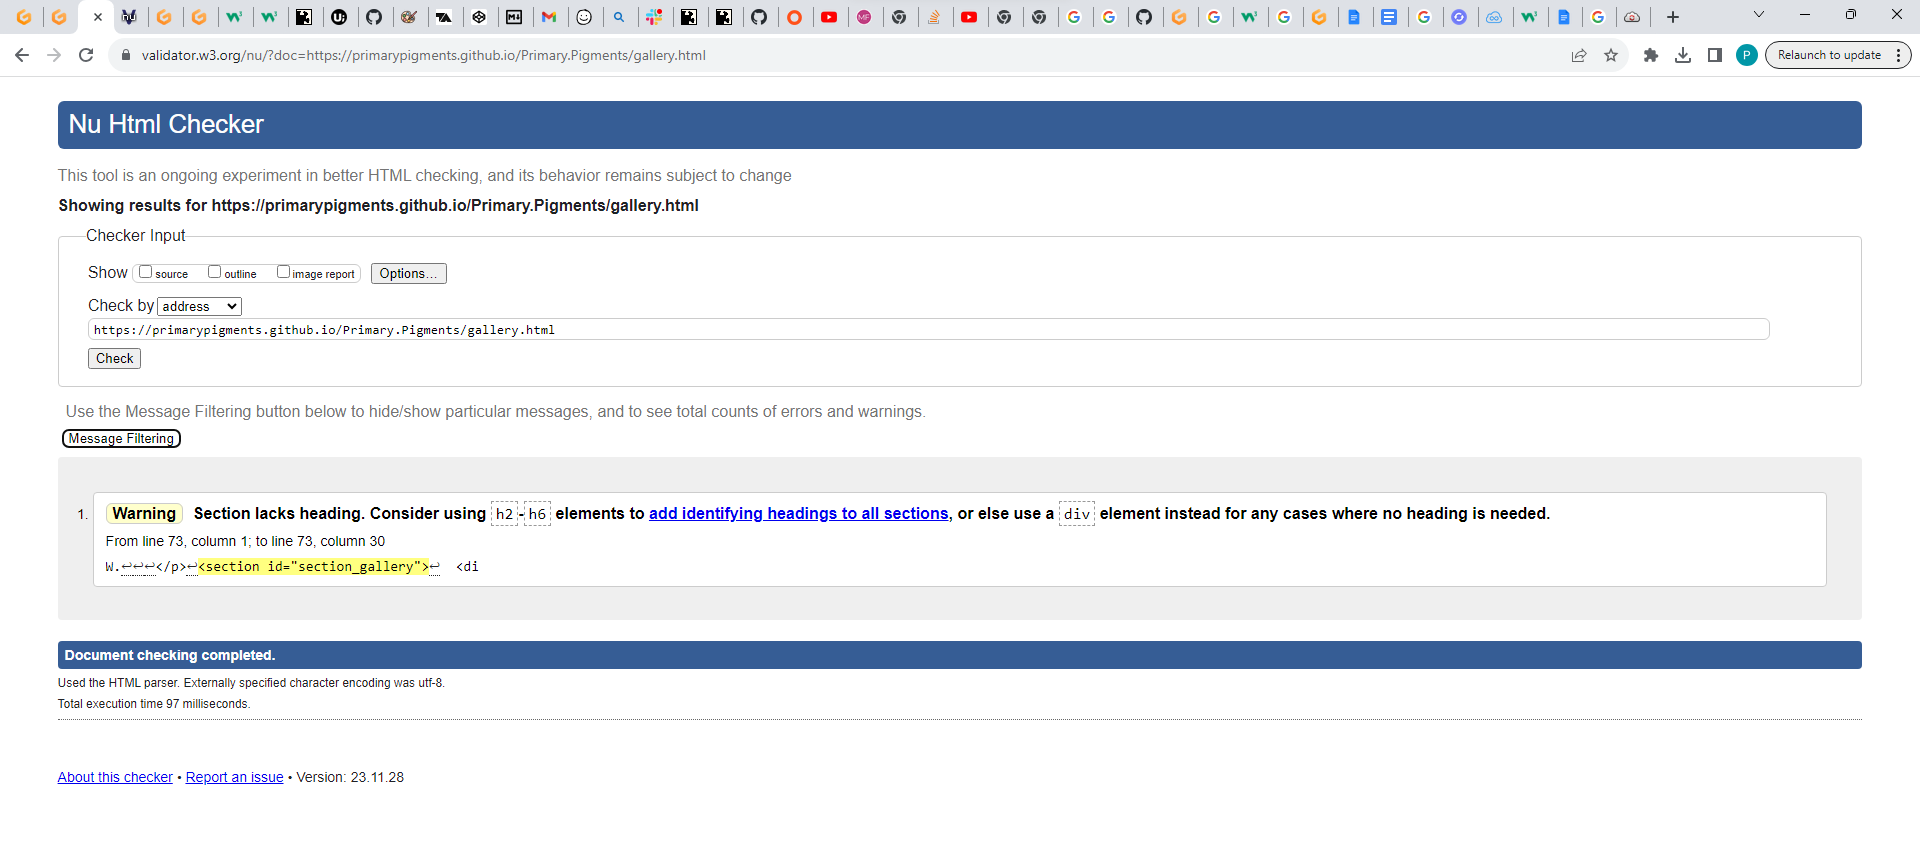 validator.w3.org/nu/?doc=https://primarypigments.github.io/Primary.Pigments/gallery.html
P
Relaunch to update
Nu Html Checker
This tool is an ongoing experiment in better HTML checking, and its behavior remains subject to change
Showing results for https://primarypigments.github.io/Primary.Pigments/gallery.html
Checker Input
Show source outline image report Options...
Check by address
https://primarypigments.github.io/Primary.Pigments/gallery.html
Check
Use the Message Filtering button below to hide/show particular messages, and to see total counts of errors and warnings.
Message Filtering
1. Warning Section lacks heading. Consider using h2-h6 elements to add identifying headings to all sections, or else use a div element instead for any cases where no heading is needed.
From line 73, column 1; to line 73, column 30
W.↩↩↩</p>↩<section id="section_gallery">↩ <di
Document checking completed.
Used the HTML parser. Externally specified character encoding was utf-8.
Total execution time 97 milliseconds.
About this checker • Report an issue • Version: 23.11.28